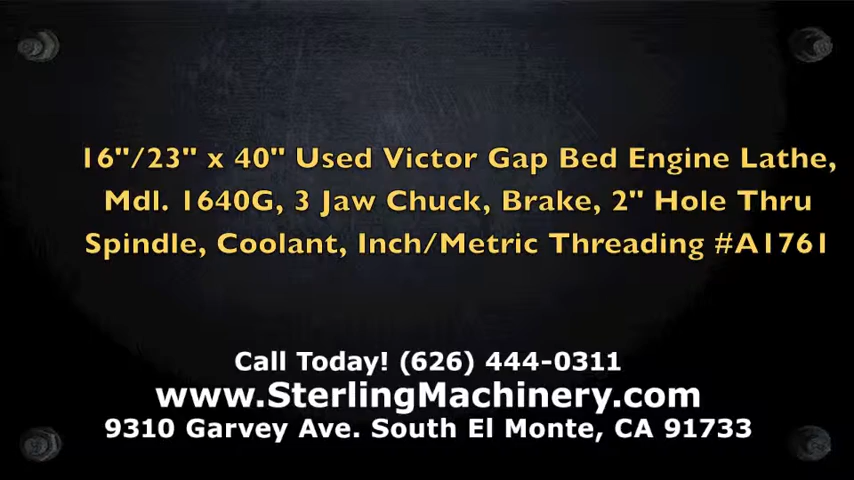 16"/23" x 40" Used Victor Gap Bed Engine Lathe,
Mdl. 1640G, 3 Jaw Chuck, Brake, 2" Hole Thru
Spindle, Coolant, Inch/Metric Threading #A1761
Call Today! (626) 444-0311
www.SterlingMachinery.com
9310 Garvey Ave. South El Monte, CA 91733